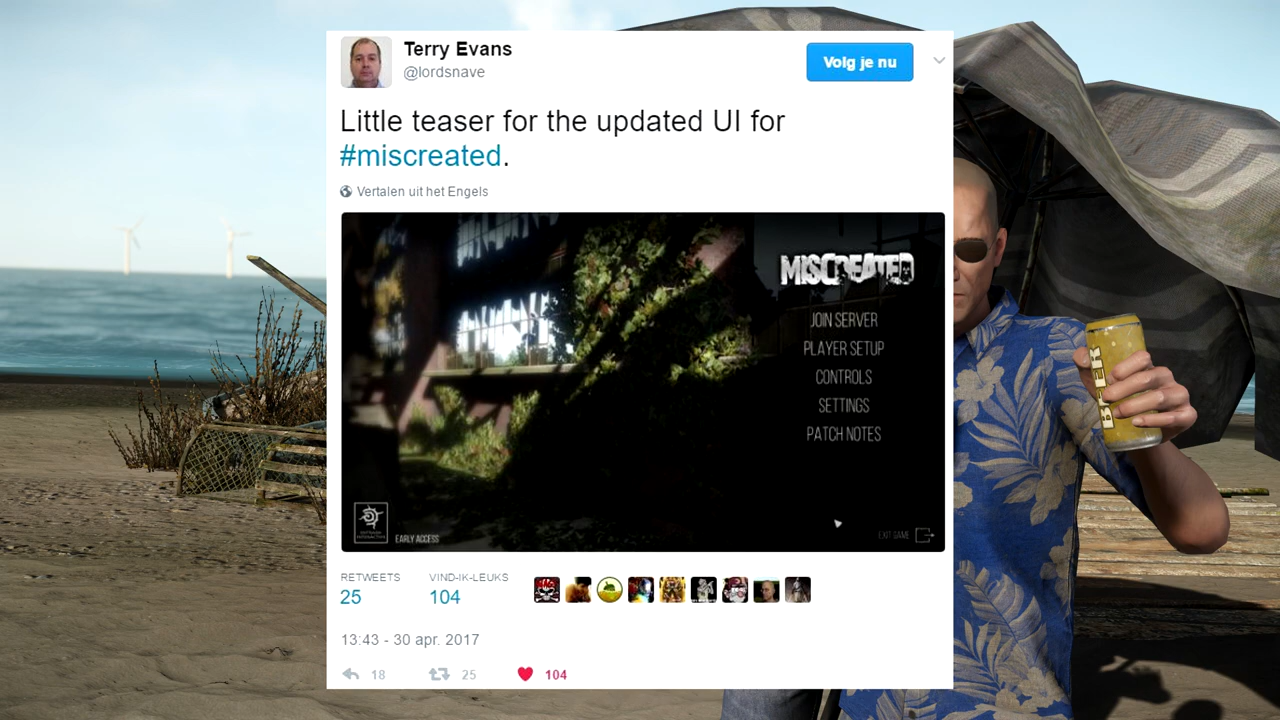 Terry Evans
@lordsnave
Volg je nu
Little teaser for the updated UI for
#miscreated.
Vertalen uit het Engels
MISCREATED
JOIN SERVER
PLAYER SETUP
CONTROLS
SETTINGS
PATCH NOTES
EARLY ACCESS
EXIT GAME
BEER
RETWEETS
25
VIND-IK-LEUKS
104
13:43 - 30 apr. 2017
18
25
104